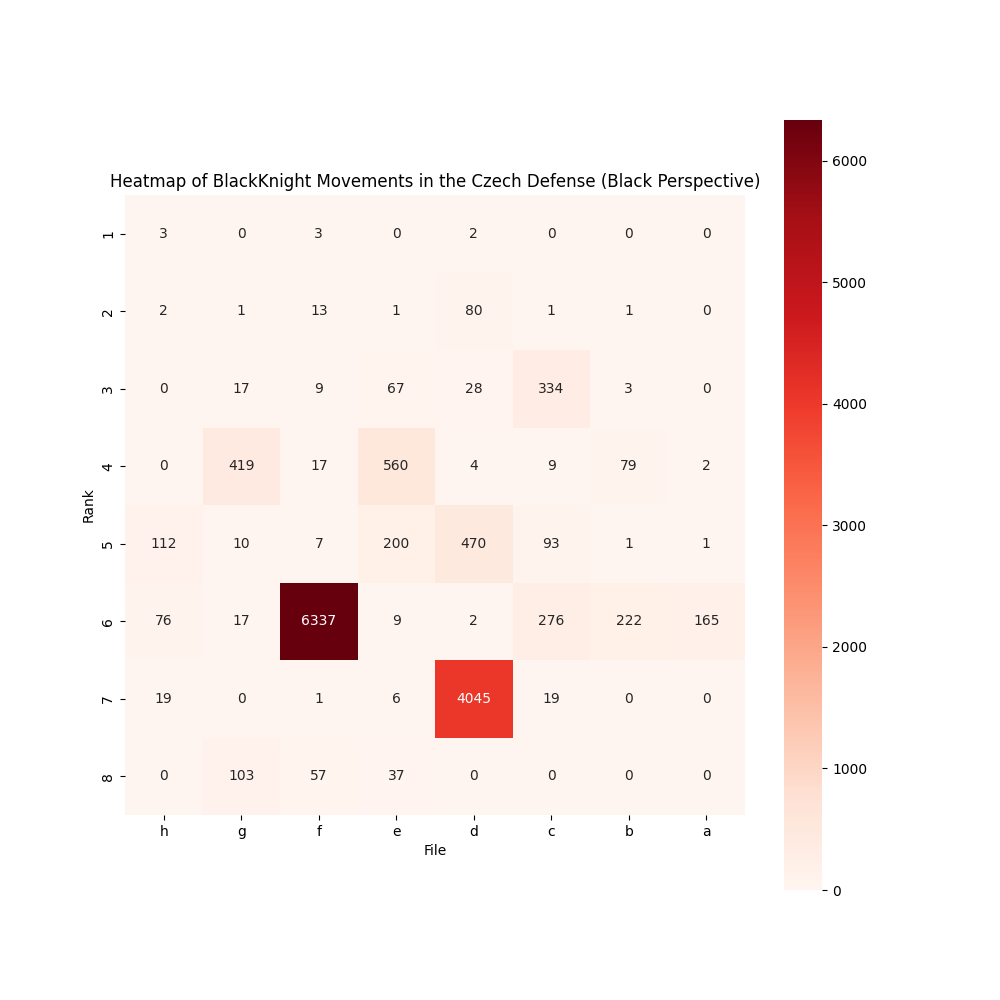 Heatmap of BlackKnight Movements in the Czech Defense (Black Perspective)
6000
5000
4000
3000
2000
1000
0
Rank
1 3 0 3 0 2 0 0 0
2 2 1 13 1 80 1 1 0
3 0 17 9 67 28 334 3 0
4 0 419 17 560 4 9 79 2
5 112 10 7 200 470 93 1 1
6 76 17 6337 9 2 276 222 165
7 19 0 1 6 4045 19 0 0
8 0 103 57 37 0 0 0 0
h g f e d c b a
File